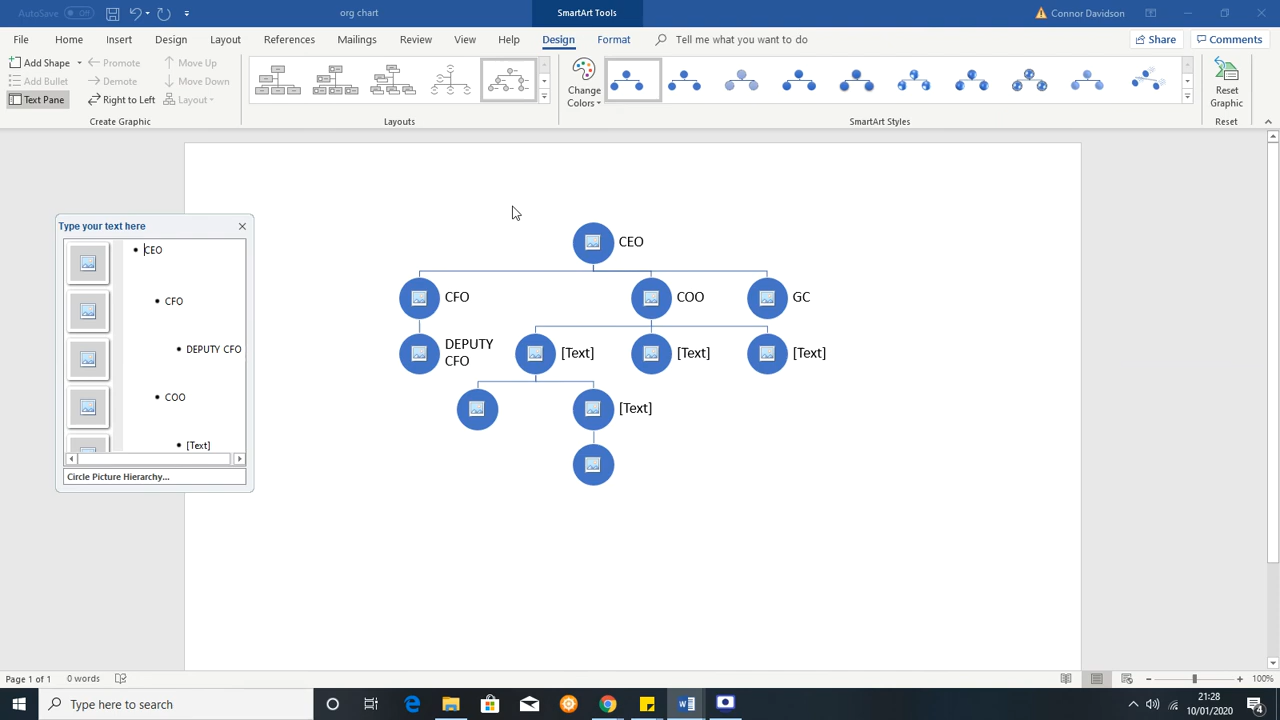 AutoSave Off
org chart
SmartArt Tools
Connor Davidson
File Home Insert Design Layout References Mailings Review View Help Design Format Tell me what you want to do Share Comments
Add Shape Promote Move Up
Add Bullet Demote Move Down
Text Pane Right to Left Layout
Create Graphic
Layouts
Change
Colors
SmartArt Styles
Reset
Graphic
Reset
Type your text here
CEO
CFO
DEPUTY CFO
COO
[Text]
Circle Picture Hierarchy...
CEO
CFO COO GC
DEPUTY
CFO
[Text] [Text] [Text]
[Text]
Page 1 of 1 0 words
100%
Type here to search
21:28
10/01/2020
4